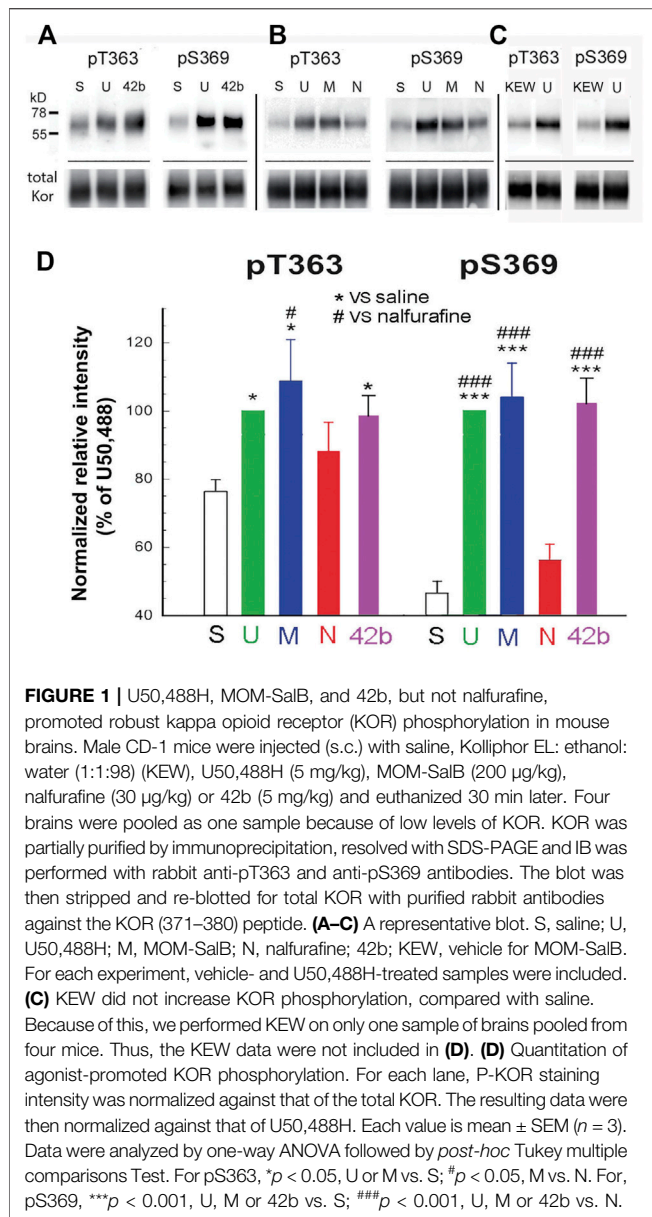 A B C
pT363 pS369 pT363 pS369 pT363 pS369
S U 42b S U 42b S U M N S U M N KEW U KEW U
kD
78
55
total
Kor
D
pT363 pS369
* VS saline
# VS nalfurafine
Normalized relative intensity
(% of U50,488)
120
100
80
60
40
*
#
*
*
###
***
###
***
###
***
S U M N 42b S U M N 42b
FIGURE 1 | U50,488H, MOM-SalB, and 42b, but not nalfurafine,
promoted robust kappa opioid receptor (KOR) phosphorylation in mouse
brains. Male CD-1 mice were injected (s.c.) with saline, Kolliphor EL: ethanol:
water (1:1:98) (KEW), U50,488H (5 mg/kg), MOM-SalB (200 µg/kg),
nalfurafine (30 µg/kg) or 42b (5 mg/kg) and euthanized 30 min later. Four
brains were pooled as one sample because of low levels of KOR. KOR was
partially purified by immunoprecipitation, resolved with SDS-PAGE and IB was
performed with rabbit anti-pT363 and anti-pS369 antibodies. The blot was
then stripped and re-blotted for total KOR with purified rabbit antibodies
against the KOR (371–380) peptide. (A–C) A representative blot. S, saline; U,
U50,488H; M, MOM-SalB; N, nalfurafine; 42b; KEW, vehicle for MOM-SalB.
For each experiment, vehicle- and U50,488H-treated samples were included.
(C) KEW did not increase KOR phosphorylation, compared with saline.
Because of this, we performed KEW on only one sample of brains pooled from
four mice. Thus, the KEW data were not included in (D). (D) Quantitation of
agonist-promoted KOR phosphorylation. For each lane, P-KOR staining
intensity was normalized against that of the total KOR. The resulting data were
then normalized against that of U50,488H. Each value is mean ± SEM (n = 3).
Data were analyzed by one-way ANOVA followed by post-hoc Tukey multiple
comparisons Test. For pS363, *p < 0.05, U or M vs. S; #p < 0.05, M vs. N. For,
pS369, ***p < 0.001, U, M or 42b vs. S; ###p < 0.001, U, M or 42b vs. N.